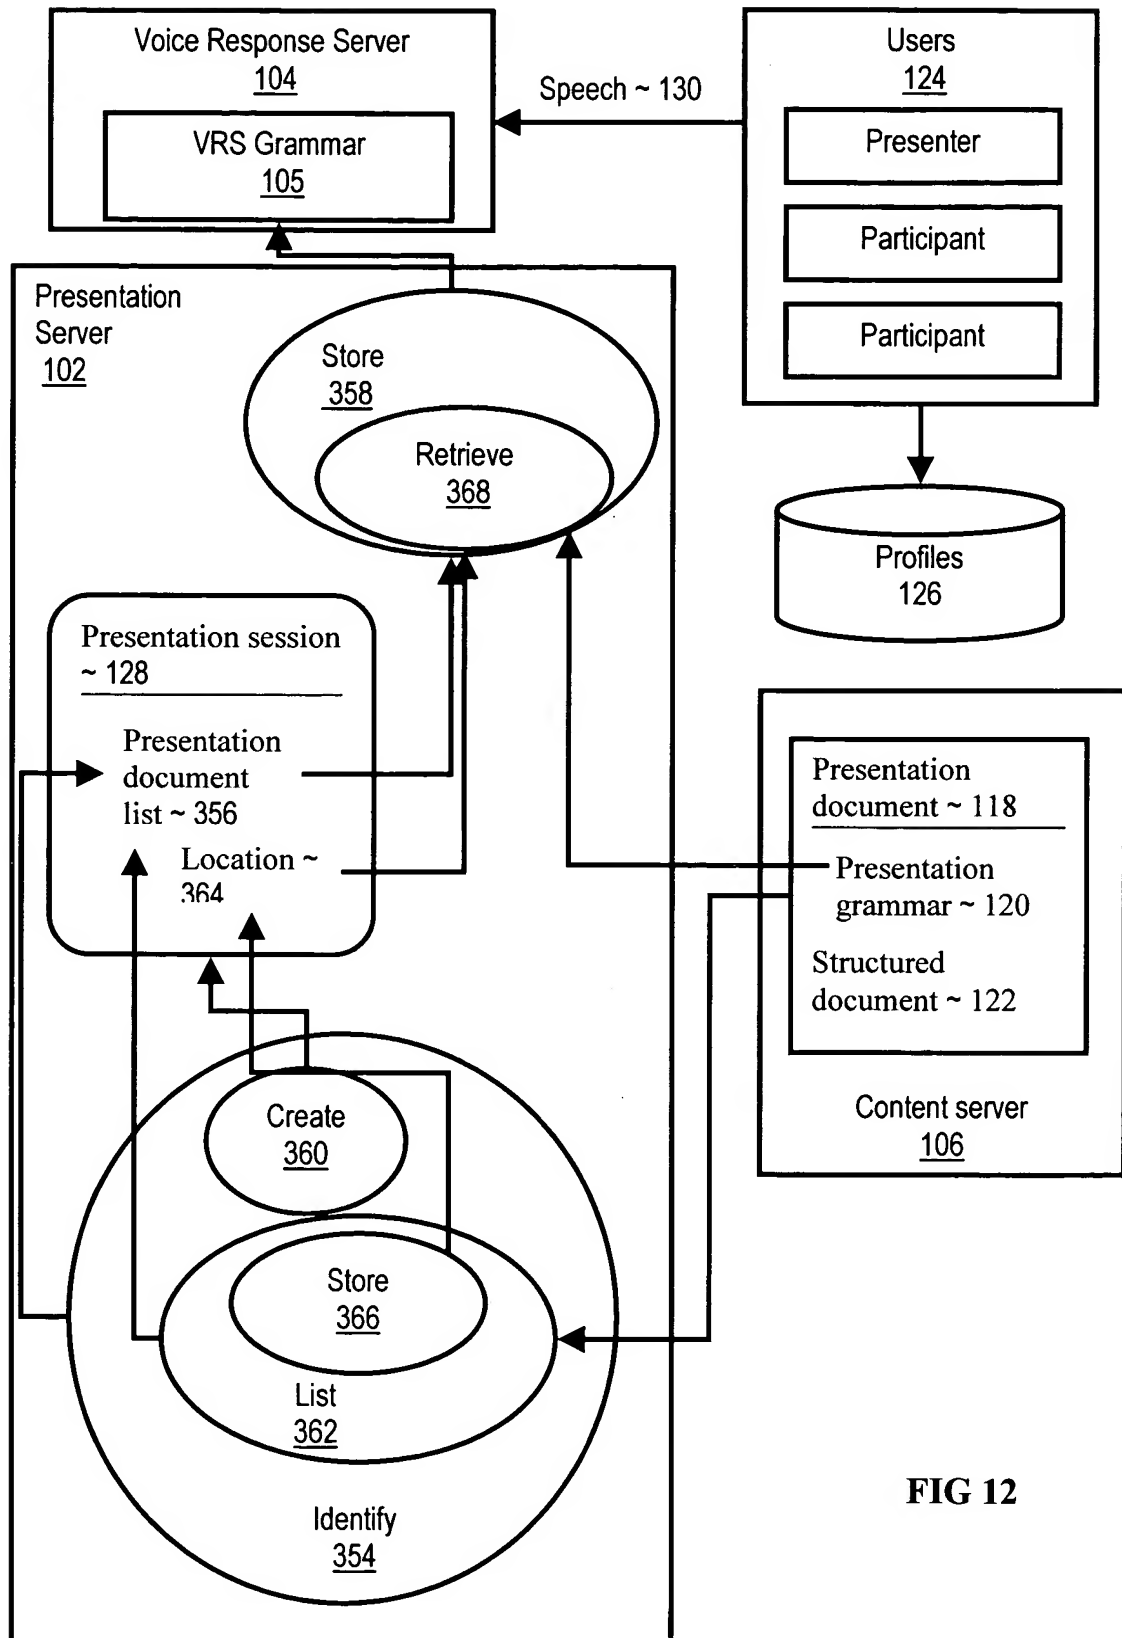 Voice Response Server
104
VRS Grammar
105
Speech ~ 130
Users
124
Presenter
Participant
Participant
Profiles
126
Presentation
Server
102
Store
358
Retrieve
368
Presentation session
~ 128
Presentation
document
list ~ 356
Location ~
364
Presentation
document ~ 118
Presentation
grammar ~ 120
Structured
document ~ 122
Content server
106
Create
360
Store
366
List
362
Identify
354
FIG 12